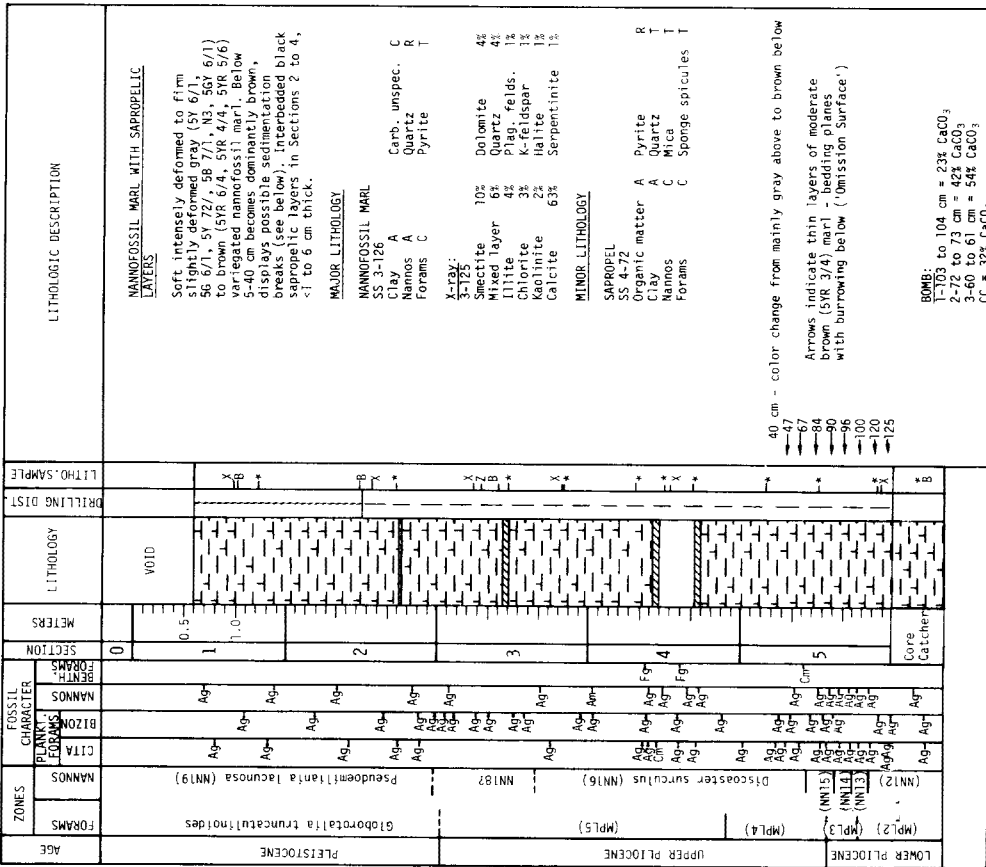 AGE
ZONES
FORAMS
NANNOS
FOSSIL
CHARACTER
PLANKT.
FORAMS
CITA
BIZON
NANNOS
BENTH.
FORAMS
SECTION
METERS
LITHOLOGY
DRILLING DIST.
LITHO.SAMPLE
LITHOLOGIC DESCRIPTION
PLEISTOCENE
UPPER PLIOCENE
LOWER PLIOCENE
Globorotalia truncatulinoides
(MPL5)
(MPL4)
(MPL3)
(MPL2)
Pseudoemiliania lacunosa (NN19)
NN18?
Discoaster surculus (NN16)
(NN15)
(NN14)
(NN13)
(NN12)
Ag
Am
Cm
Fg
Fg
Cm
0
1
2
3
4
5
Core
Catcher
0.5
1.0
VOID
X
B
*
B
X
*
X
Z
B
*
X
*
*
X
*
*
*
*
X
*
B
NANNOFOSSIL MARL WITH SAPROPELIC
LAYERS
Soft intensely deformed to firm
slightly deformed gray (5Y 6/1,
5G 6/1, 5Y 72/, 5B 7/1, N3, 5GY 6/1)
to brown (5YR 6/4, 5YR 4/4, 5YR 5/6)
variegated nannofossil marl. Below
5-40 cm becomes dominantly brown,
displays possible sedimentation
breaks (see below). Interbedded black
sapropelic layers in Sections 2 to 4,
<1 to 6 cm thick.
MAJOR LITHOLOGY
NANNOFOSSIL MARL
SS 3-126
Clay A Carb. unspec. C
Nannos A Quartz R
Forams C Pyrite T
X-ray:
3-125
Smectite 10% Dolomite 4%
Mixed layer 6% Quartz 4%
Illite 4% Plag. felds. 1%
Chlorite 3% K-feldspar 1%
Kaolinite 2% Halite 1%
Calcite 63% Serpentinite 1%
MINOR LITHOLOGY
SAPROPEL
SS 4-72
Organic matter A Pyrite R
Clay A Quartz T
Nannos C Mica T
Forams C Sponge spicules T
40 cm - color change from mainly gray above to brown below
47
67
84
90
96
100
120
125
Arrows indicate thin layers of moderate
brown (5YR 3/4) marl - bedding planes
with burrowing below ('Omission Surface')
BOMB:
1-103 to 104 cm = 23% CaCO3
2-72 to 73 cm = 42% CaCO3
3-60 to 61 cm = 54% CaCO3
CC = 32% CaCO3